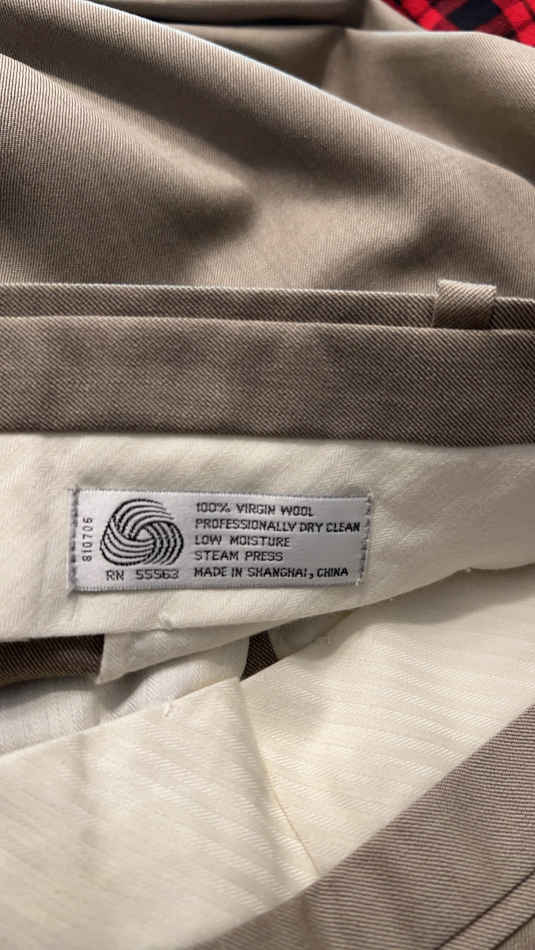 810706
100% VIRGIN WOOL
PROFESSIONALLY DRY CLEAN
LOW MOISTURE
STEAM PRESS
RN 55563 MADE IN SHANGHAI, CHINA